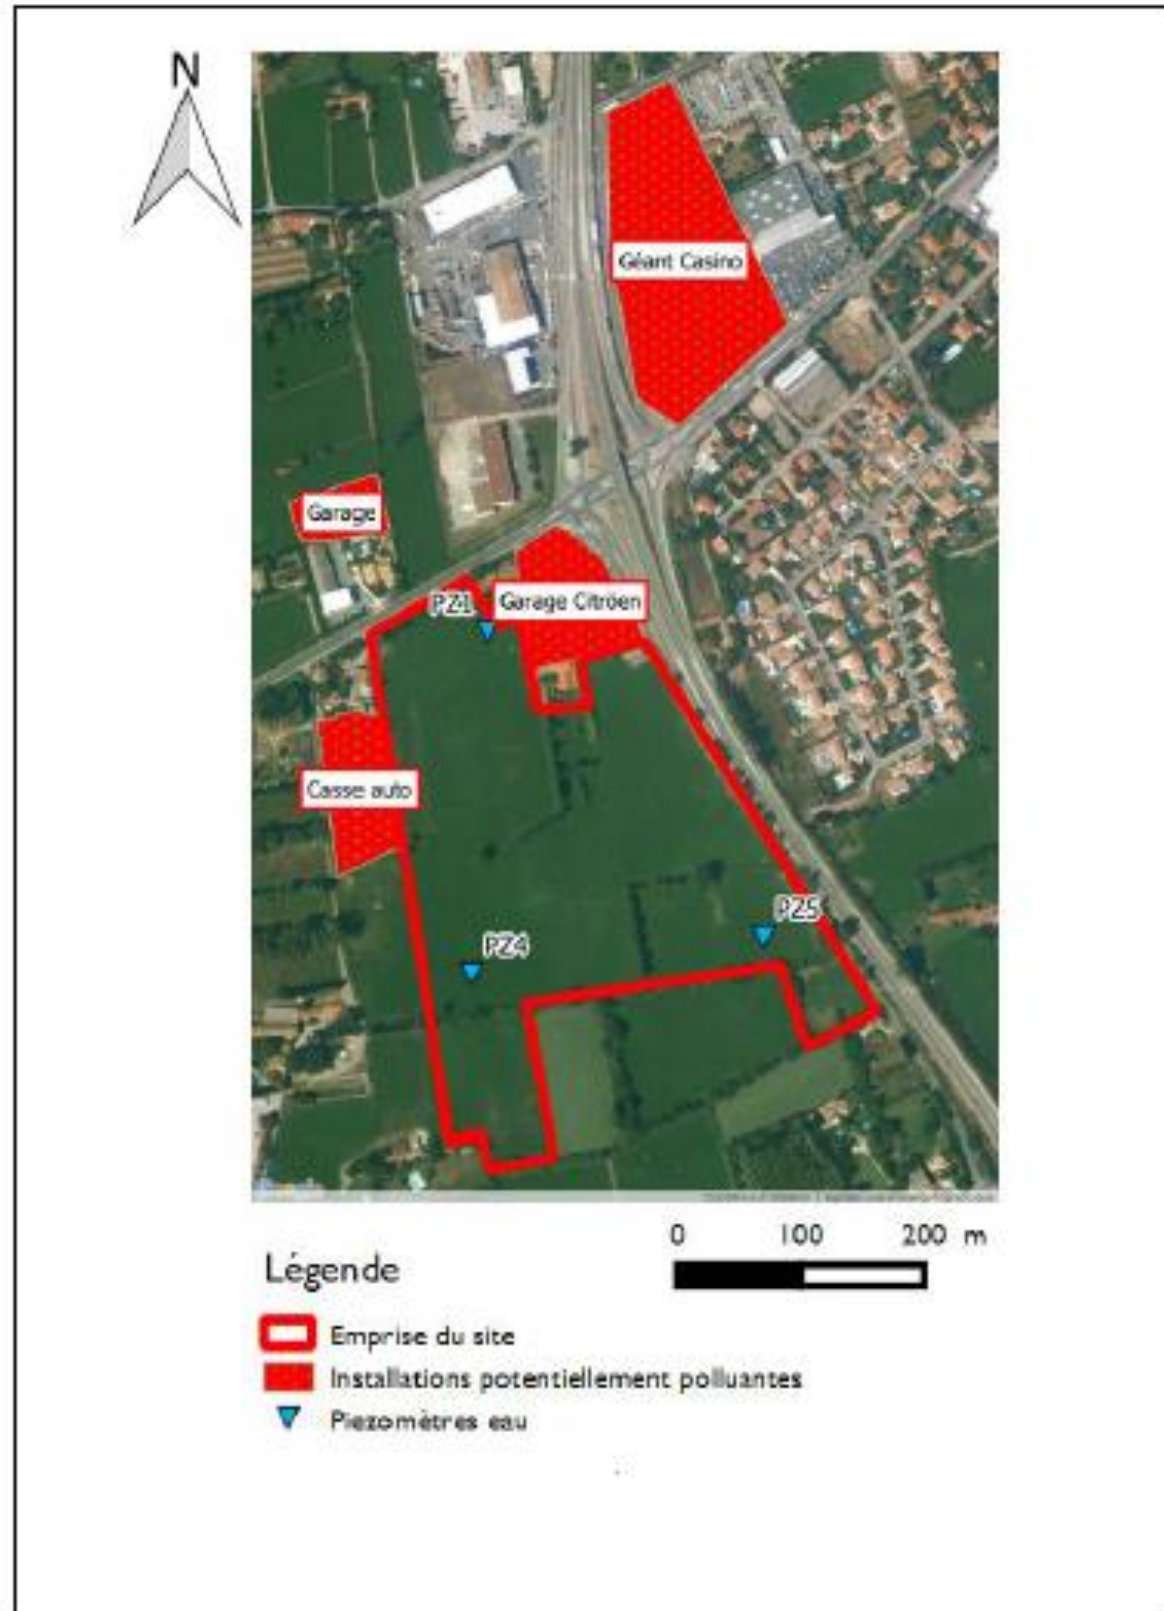 N
Géant Casino
Garage
PZ1
Garage Citröen
Casse auto
PZ5
PZ4
0 100 200 m
Légende
Emprise du site
Installations potentiellement polluantes
Piezomètres eau